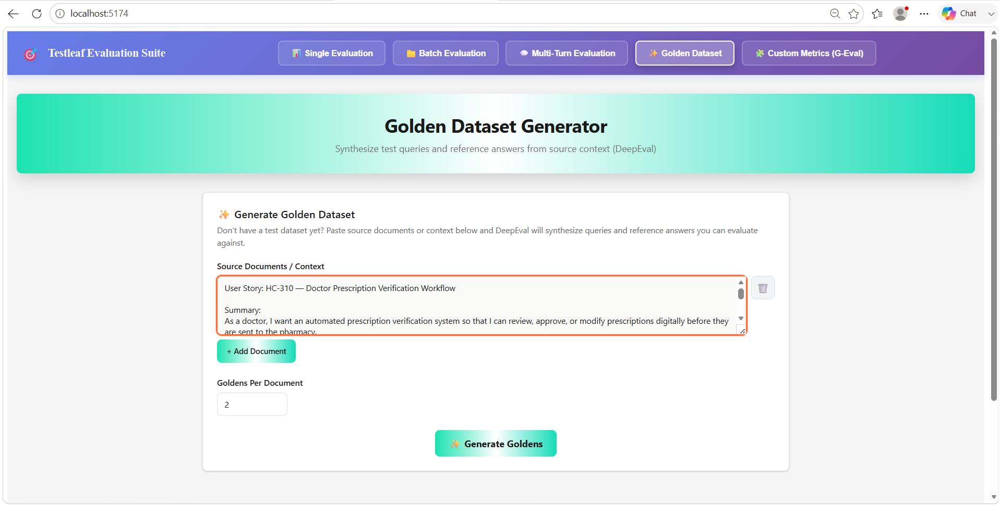 localhost:5174
Chat
Testleaf Evaluation Suite
Single Evaluation
Batch Evaluation
Multi-Turn Evaluation
Golden Dataset
Custom Metrics (G-Eval)
Golden Dataset Generator
Synthesize test queries and reference answers from source context (DeepEval)
Generate Golden Dataset
Don't have a test dataset yet? Paste source documents or context below and DeepEval will synthesize queries and reference answers you can evaluate
against.
Source Documents / Context
User Story: HC-310 — Doctor Prescription Verification Workflow
Summary:
As a doctor, I want an automated prescription verification system so that I can review, approve, or modify prescriptions digitally before they
are sent to the pharmacy.
+ Add Document
Goldens Per Document
2
Generate Goldens